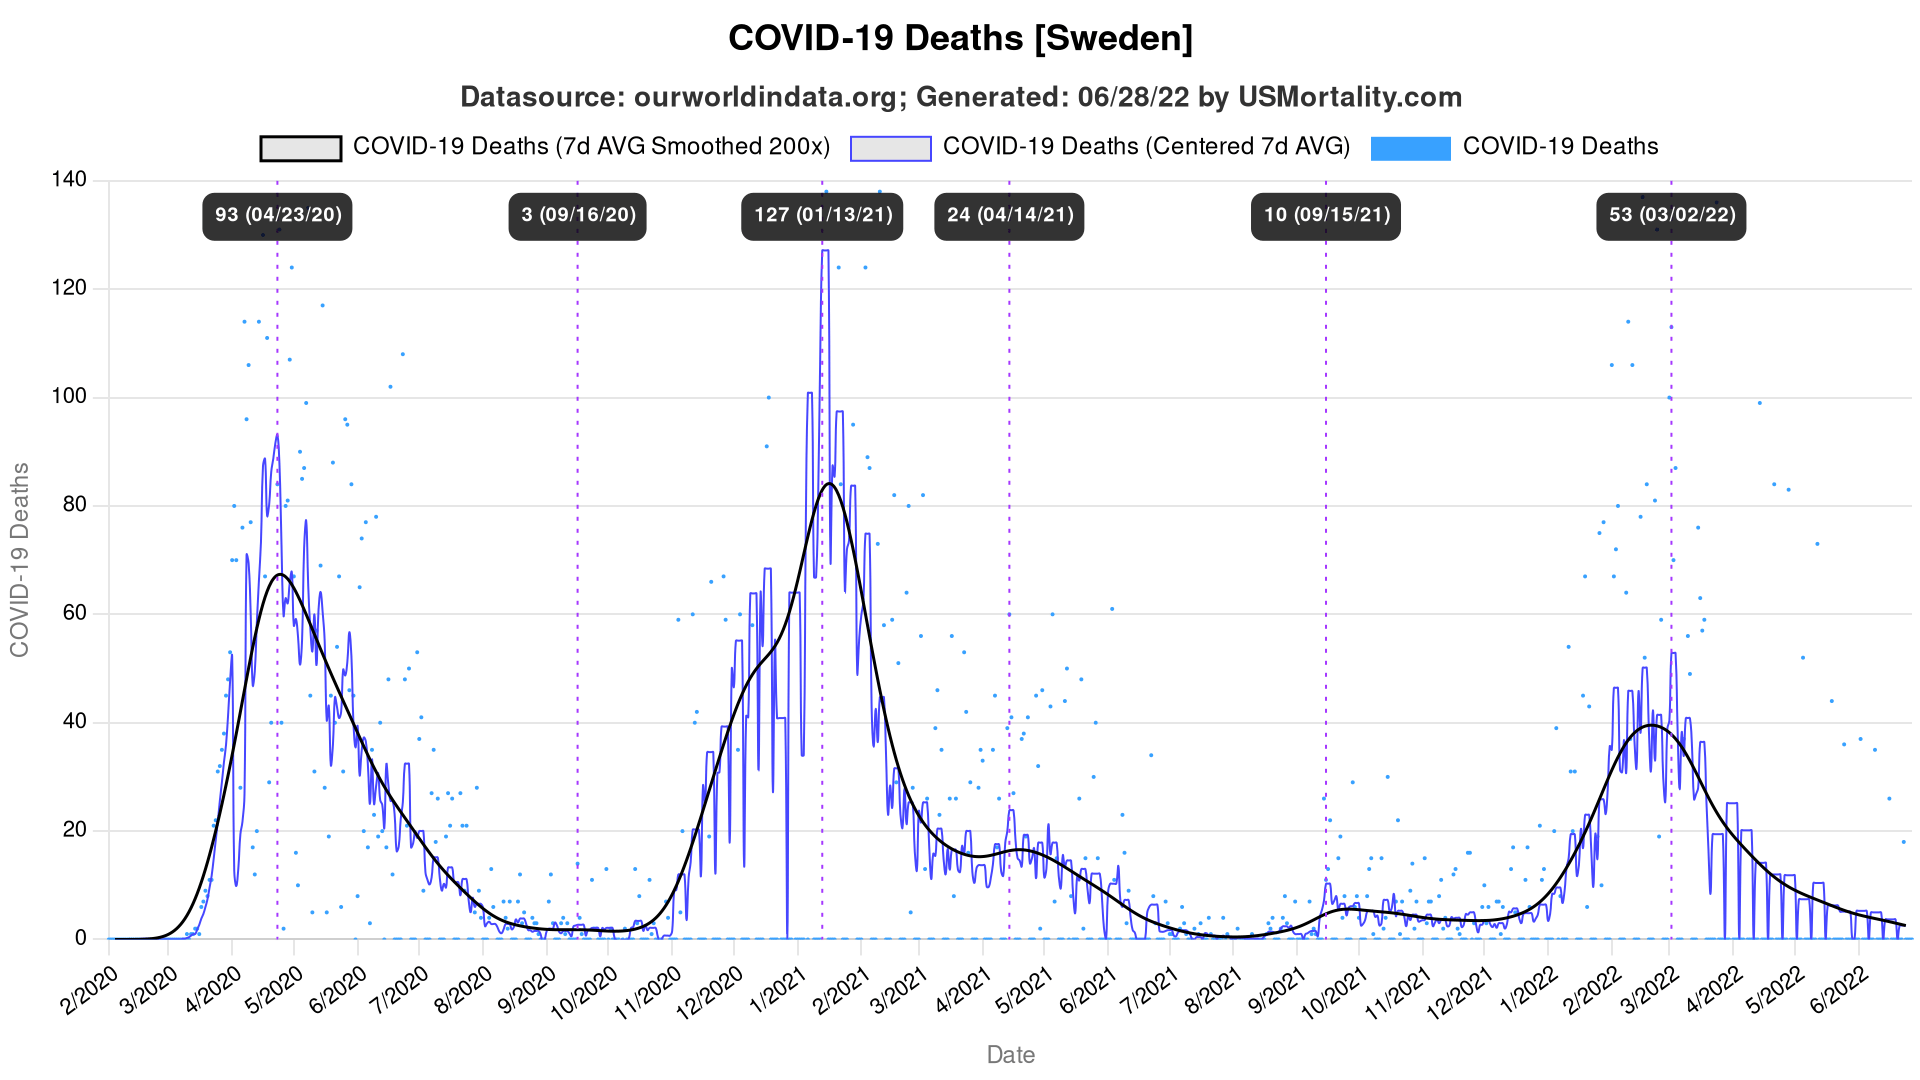 COVID-19 Deaths [Sweden]
Datasource: ourworldindata.org; Generated: 06/28/22 by USMortality.com
COVID-19 Deaths (7d AVG Smoothed 200x) COVID-19 Deaths (Centered 7d AVG) COVID-19 Deaths
93 (04/23/20) 3 (09/16/20) 127 (01/13/21) 24 (04/14/21) 10 (09/15/21) 53 (03/02/22)
140
120
100
80
60
40
20
0
COVID-19 Deaths
2/2020 3/2020 4/2020 5/2020 6/2020 7/2020 8/2020 9/2020 10/2020 11/2020 12/2020 1/2021 2/2021 3/2021 4/2021 5/2021 6/2021 7/2021 8/2021 9/2021 10/2021 11/2021 12/2021 1/2022 2/2022 3/2022 4/2022 5/2022 6/2022
Date